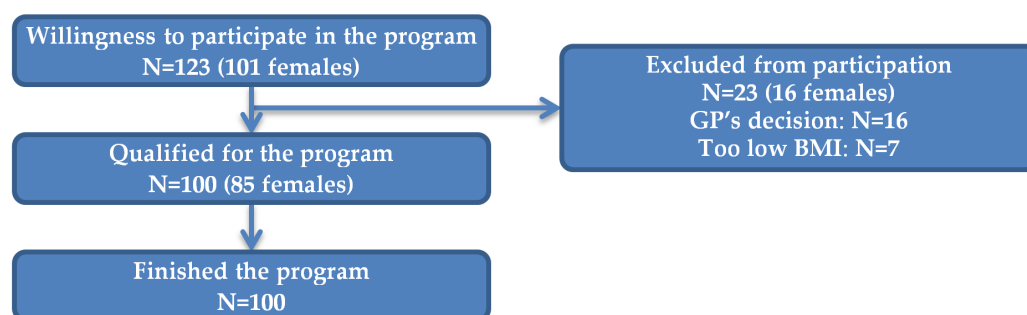 Willingness to participate in the program
N=123 (101 females)
Excluded from participation
N=23 (16 females)
GP's decision: N=16
Too low BMI: N=7
Qualified for the program
N=100 (85 females)
Finished the program
N=100